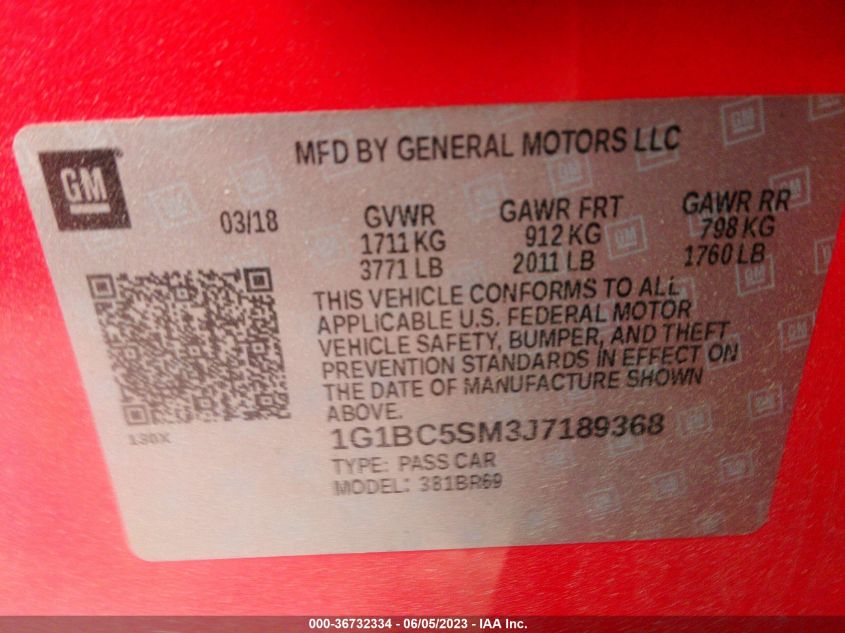 MFD BY GENERAL MOTORS LLC
GM
03/18
GVWR GAWR FRT GAWR RR
1711 KG 912 KG 798 KG
3771 LB 2011 LB 1760 LB
THIS VEHICLE CONFORMS TO ALL
APPLICABLE U.S. FEDERAL MOTOR
VEHICLE SAFETY, BUMPER, AND THEFT
PREVENTION STANDARDS IN EFFECT ON
THE DATE OF MANUFACTURE SHOWN
ABOVE.
1G1BC5SM3J7189368
TYPE: PASS CAR
MODEL:
000-36732334 - 06/05/2023 - IAA Inc.